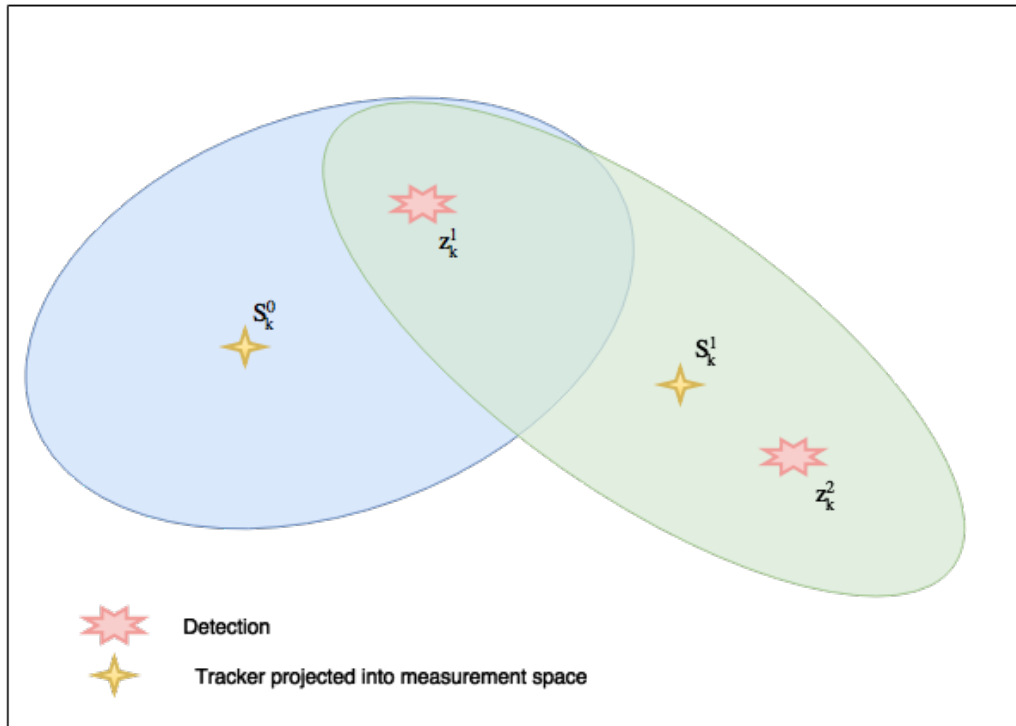 z_k^1
S_k^0
S_k^1
z_k^2
Detection
Tracker projected into measurement space